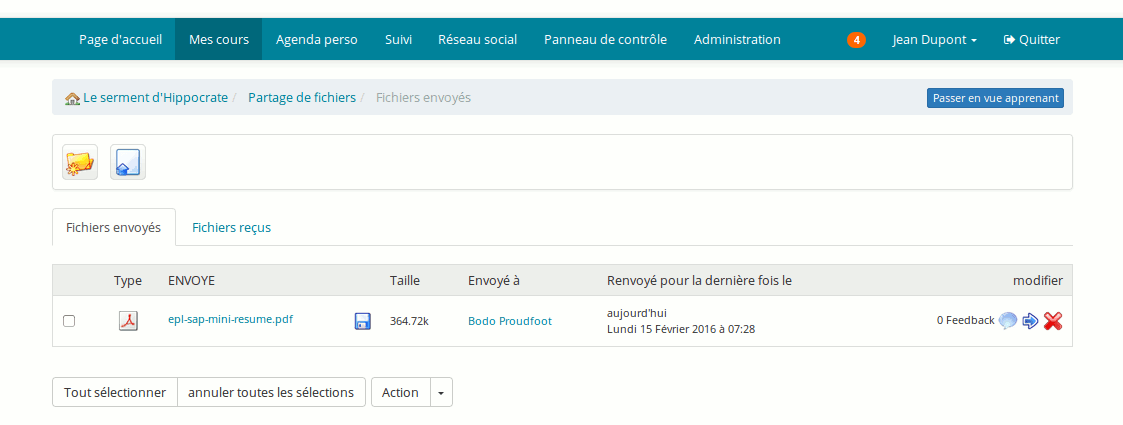 Page d'accueil Mes cours Agenda perso Suivi Réseau social Panneau de contrôle Administration 4 Jean Dupont Quitter
Le serment d'Hippocrate / Partage de fichiers / Fichiers envoyés Passer en vue apprenant
Fichiers envoyés Fichiers reçus
Type ENVOYE Taille Envoyé à Renvoyé pour la dernière fois le modifier
epl-sap-mini-resume.pdf 364.72k Bodo Proudfoot aujourd'hui 0 Feedback
Lundi 15 Février 2016 à 07:28
Tout sélectionner annuler toutes les sélections Action